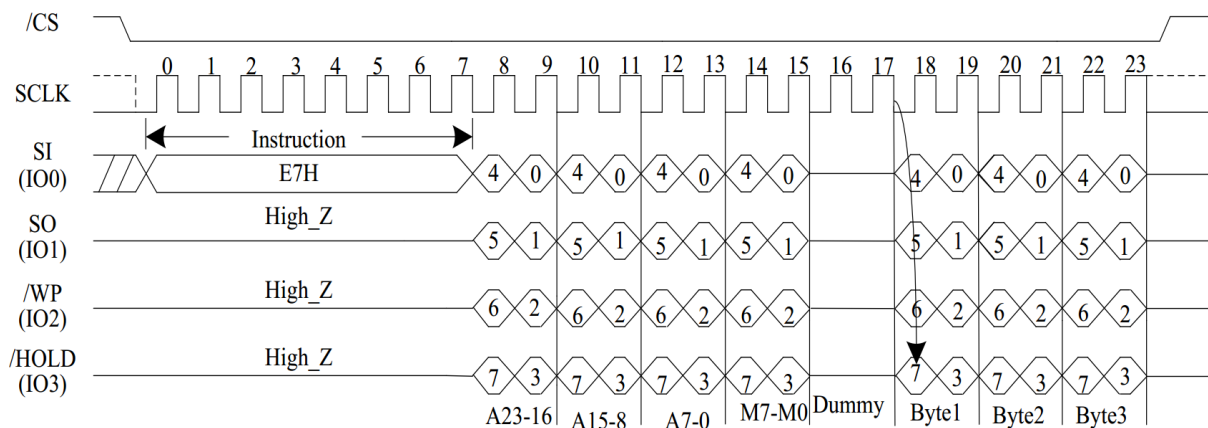 /CS
0 1 2 3 4 5 6 7 8 9 10 11 12 13 14 15 16 17 18 19 20 21 22 23
SCLK
Instruction
SI
(IO0)
E7H
4 0 4 0 4 0 4 0 4 0 4 0 4 0
SO
(IO1)
High_Z
5 1 5 1 5 1 5 1 5 1 5 1 5 1
/WP
(IO2)
High_Z
6 2 6 2 6 2 6 2 6 2 6 2 6 2
/HOLD
(IO3)
High_Z
7 3 7 3 7 3 7 3 7 3 7 3 7 3
A23-16 A15-8 A7-0 M7-M0 Dummy Byte1 Byte2 Byte3